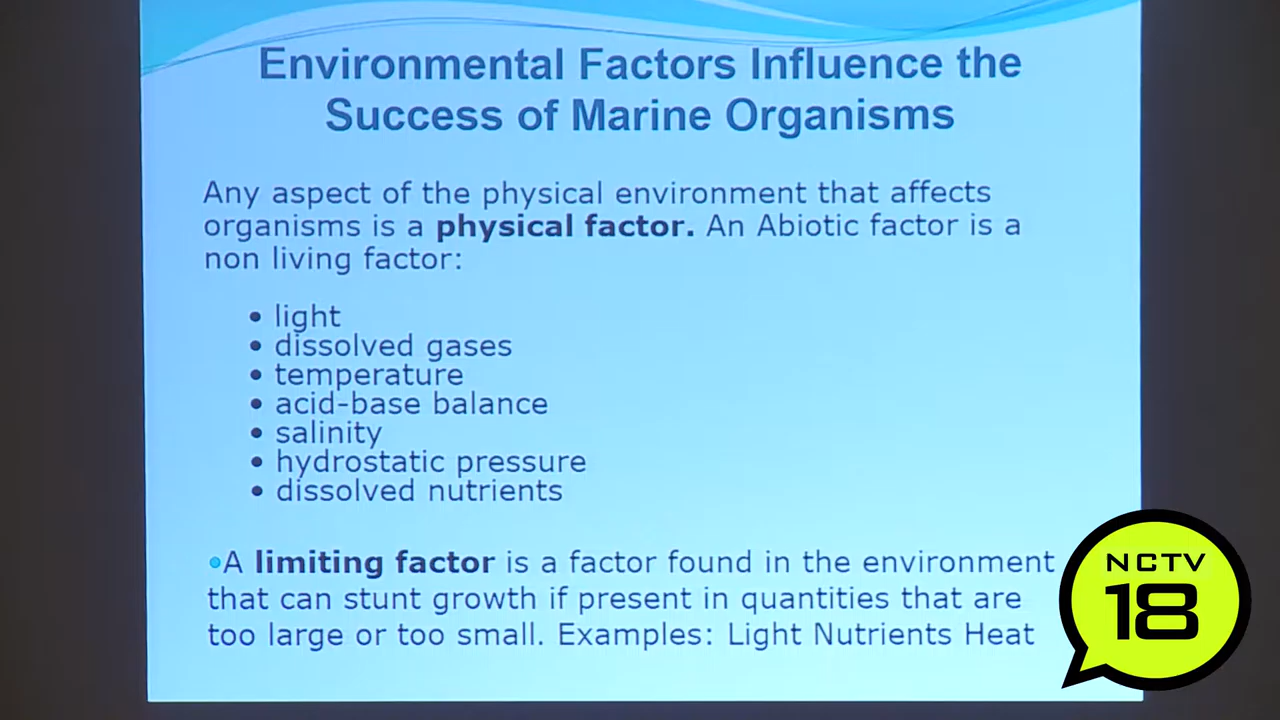 Environmental Factors Influence the
Success of Marine Organisms
Any aspect of the physical environment that affects
organisms is a physical factor. An Abiotic factor is a
non living factor:
• light
• dissolved gases
• temperature
• acid-base balance
• salinity
• hydrostatic pressure
• dissolved nutrients
•A limiting factor is a factor found in the environment
that can stunt growth if present in quantities that are
too large or too small. Examples: Light Nutrients Heat
NCTV
18